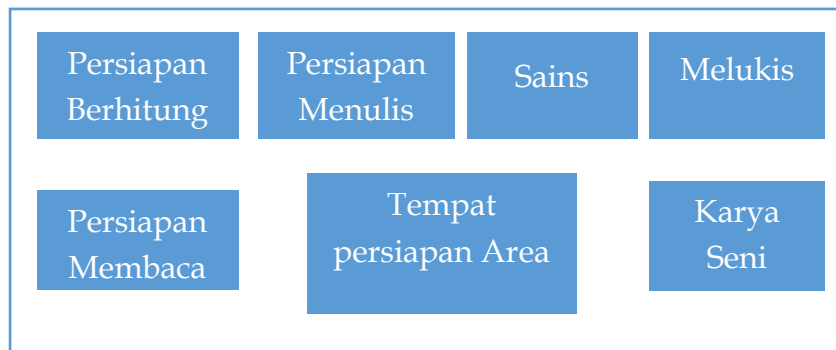 Persiapan
Berhitung
Persiapan
Menulis
Sains
Melukis
Persiapan
Membaca
Tempat
persiapan Area
Karya
Seni